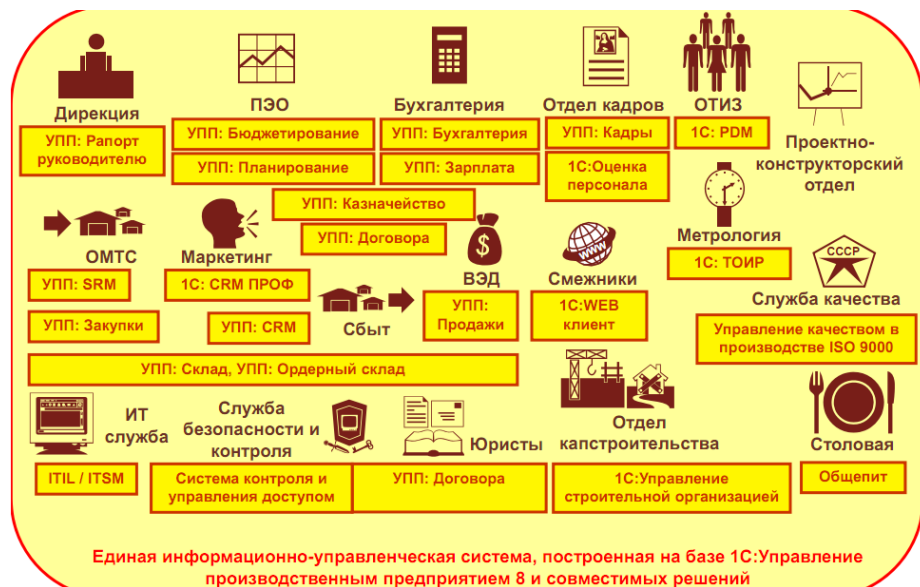 Дирекция
УПП: Рапорт
руководителю
ПЭО
УПП: Бюджетирование
УПП: Планирование
Бухгалтерия
УПП: Бухгалтерия
УПП: Зарплата
Отдел кадров
УПП: Кадры
1С:Оценка
персонала
ОТИЗ
1С: PDM
Проектно-
конструкторский
отдел
УПП: Казначейство
УПП: Договора
ОМТС
УПП: SRM
УПП: Закупки
Маркетинг
1С: CRM ПРОФ
УПП: CRM
Сбыт
$
ВЭД
УПП:
Продажи
WWW
Смежники
1С:WEB
клиент
Метрология
1С: ТОИР
СССР
Служба качества
Управление качеством в
производстве ISO 9000
УПП: Склад, УПП: Ордерный склад
ИТ
служба
ITIL / ITSM
Служба
безопасности и
контроля
Система контроля и
управления доступом
Юристы
УПП: Договора
Отдел
капстроительства
1С:Управление
строительной организацией
Столовая
Общепит
Единая информационно-управленческая система, построенная на базе 1С:Управление
производственным предприятием 8 и совместимых решений